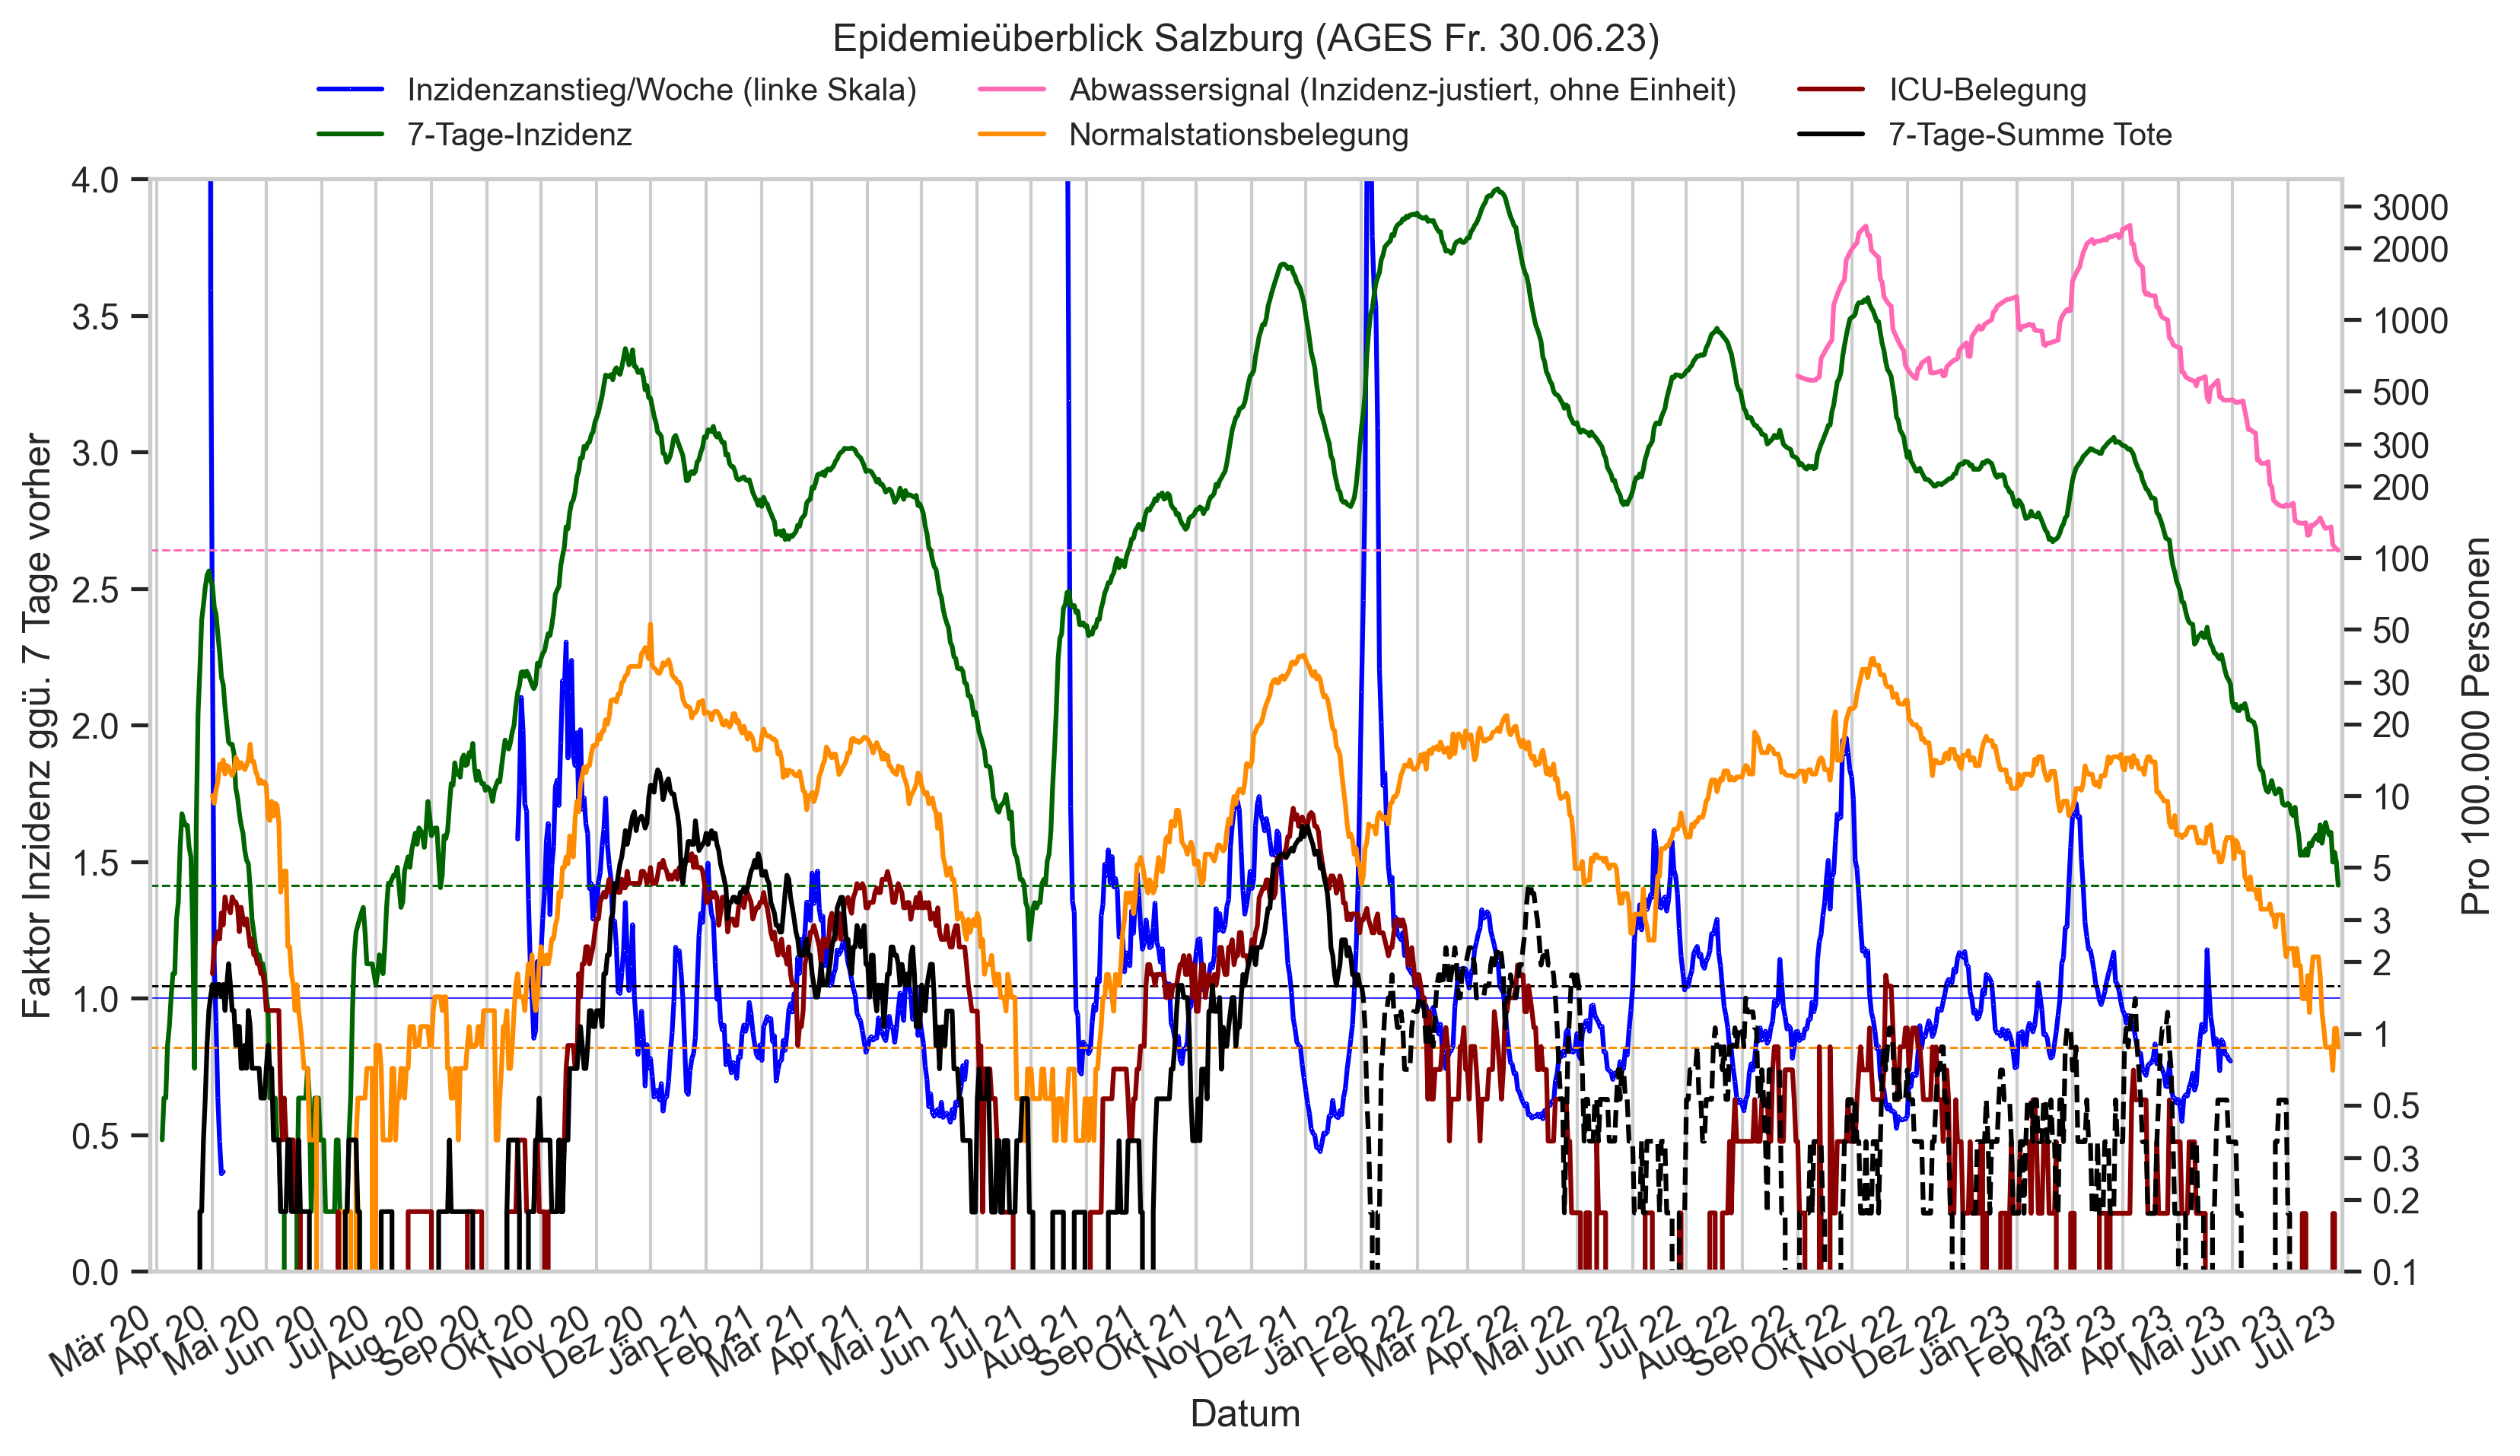 Epidemieüberblick Salzburg (AGES Fr. 30.06.23)
Inzidenzanstieg/Woche (linke Skala)
7-Tage-Inzidenz
Abwassersignal (Inzidenz-justiert, ohne Einheit)
Normalstationsbelegung
ICU-Belegung
7-Tage-Summe Tote
Faktor Inzidenz ggü. 7 Tage vorher
4.0
3.5
3.0
2.5
2.0
1.5
1.0
0.5
0.0
3000
2000
1000
500
300
200
100
50
30
20
10
5
3
2
1
0.5
0.3
0.2
0.1
Pro 100.000 Personen
Mär 20
Apr 20
Mai 20
Jun 20
Jul 20
Aug 20
Sep 20
Okt 20
Nov 20
Dez 20
Jän 21
Feb 21
Mär 21
Apr 21
Mai 21
Jun 21
Jul 21
Aug 21
Sep 21
Okt 21
Nov 21
Dez 21
Jän 22
Feb 22
Mär 22
Apr 22
Mai 22
Jun 22
Jul 22
Aug 22
Sep 22
Okt 22
Nov 22
Dez 22
Jän 23
Feb 23
Mär 23
Apr 23
Mai 23
Jun 23
Jul 23
Datum